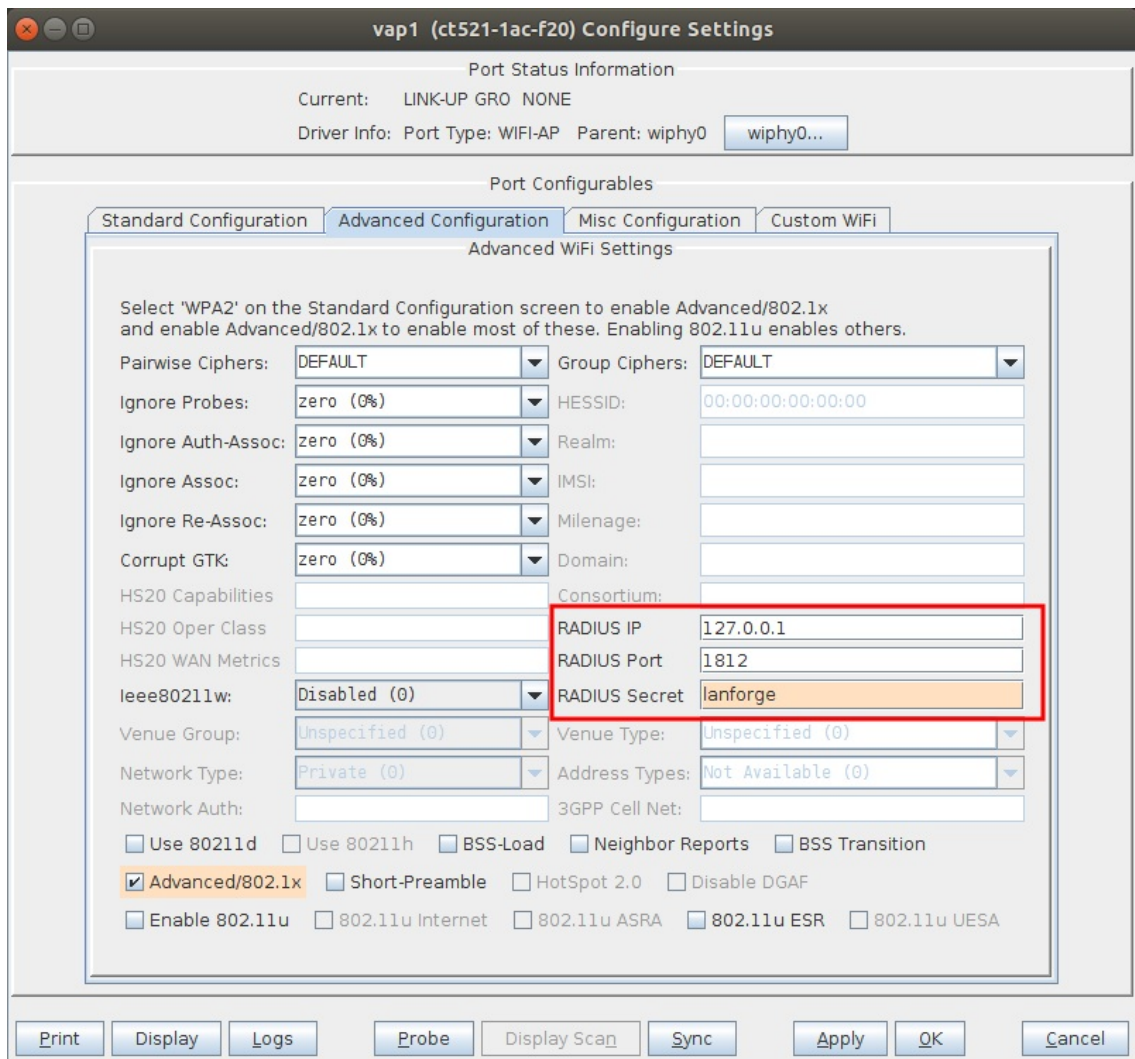 vap1 (ct521-1ac-f20) Configure Settings
Port Status Information
Current: LINK-UP GRO NONE
Driver Info: Port Type: WIFI-AP Parent: wiphy0 wiphy0...
Port Configurables
Standard Configuration Advanced Configuration Misc Configuration Custom WiFi
Advanced WiFi Settings
Select 'WPA2' on the Standard Configuration screen to enable Advanced/802.1x
and enable Advanced/802.1x to enable most of these. Enabling 802.11u enables others.
Pairwise Ciphers: DEFAULT Group Ciphers: DEFAULT
Ignore Probes: zero (0%) HESSID: 00:00:00:00:00:00
Ignore Auth-Assoc: zero (0%) Realm:
Ignore Assoc: zero (0%) IMSI:
Ignore Re-Assoc: zero (0%) Milenage:
Corrupt GTK: zero (0%) Domain:
HS20 Capabilities Consortium:
HS20 Oper Class RADIUS IP 127.0.0.1
HS20 WAN Metrics RADIUS Port 1812
Ieee80211w: Disabled (0) RADIUS Secret lanforge
Venue Group: Unspecified (0) Venue Type: Unspecified (0)
Network Type: Private (0) Address Types: Not Available (0)
Network Auth: 3GPP Cell Net:
Use 80211d Use 80211h BSS-Load Neighbor Reports BSS Transition
Advanced/802.1x Short-Preamble HotSpot 2.0 Disable DGAF
Enable 802.11u 802.11u Internet 802.11u ASRA 802.11u ESR 802.11u UESA
Print Display Logs Probe Display Scan Sync Apply OK Cancel